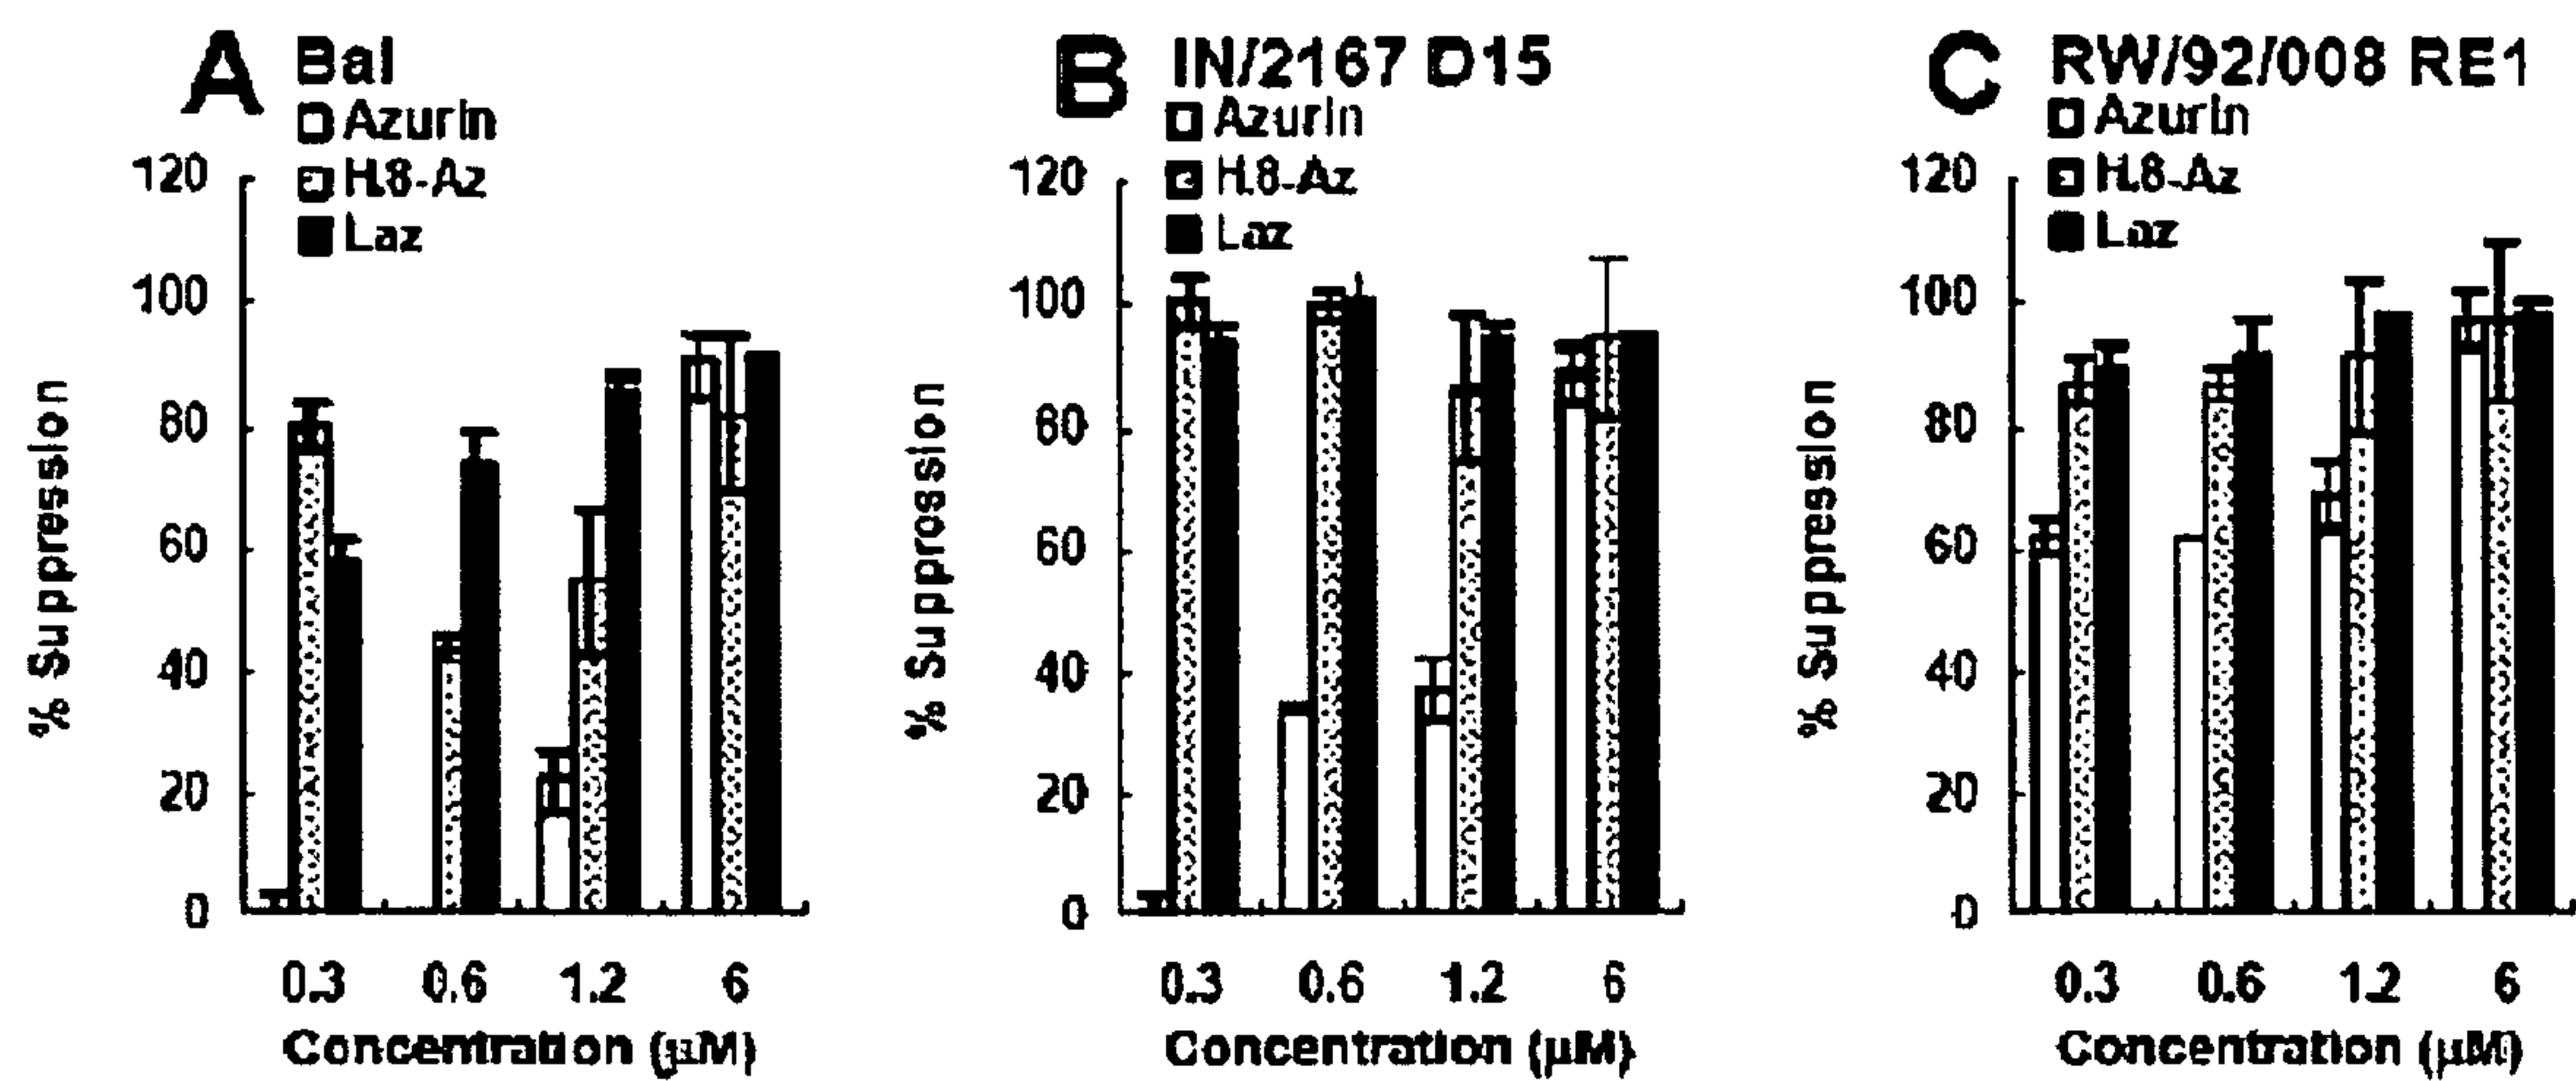 A Bal
Azurin
H.8-Az
Laz
120
100
80
60
40
20
0
% Suppression
0.3 0.6 1.2 6
Concentration (µM)
B IN/2167 D15
Azurin
H.8-Az
Laz
120
100
80
60
40
20
0
% Supprossion
0.3 0.6 1.2 6
Concentration (µM)
C RW/92/008 RE1
Azurin
H.8-Az
Laz
120
100
80
60
40
20
0
% Suppression
0.3 0.6 1.2 6
Concentration (µM)